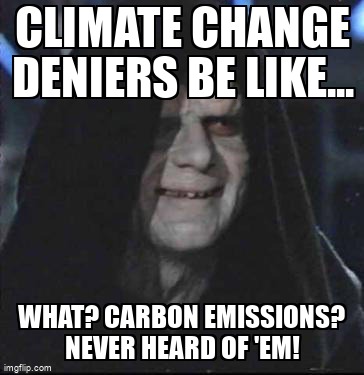 CLIMATE CHANGE
DENIERS BE LIKE...
WHAT? CARBON EMISSIONS?
NEVER HEARD OF 'EM!
imgflip.com